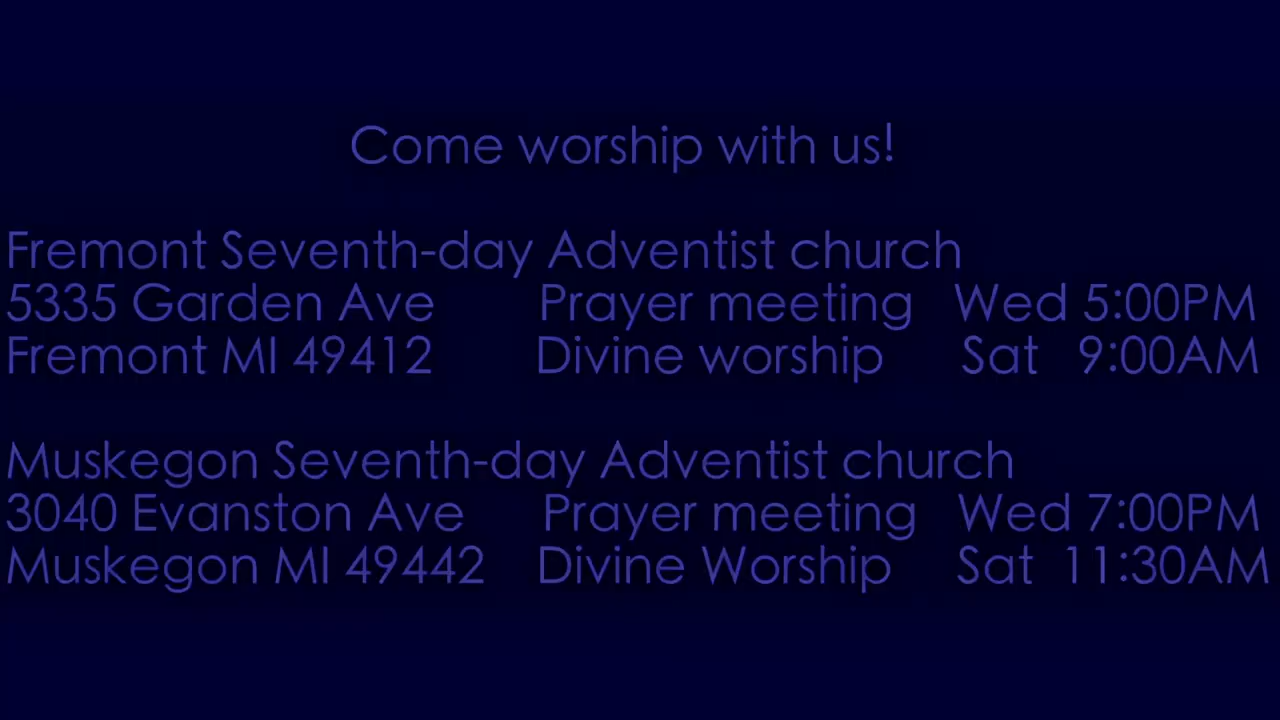 Come worship with us!
Fremont Seventh-day Adventist church
5335 Garden Ave Prayer meeting Wed 5:00PM
Fremont MI 49412 Divine worship Sat 9:00AM
Muskegon Seventh-day Adventist church
3040 Evanston Ave Prayer meeting Wed 7:00PM
Muskegon MI 49442 Divine Worship Sat 11:30AM